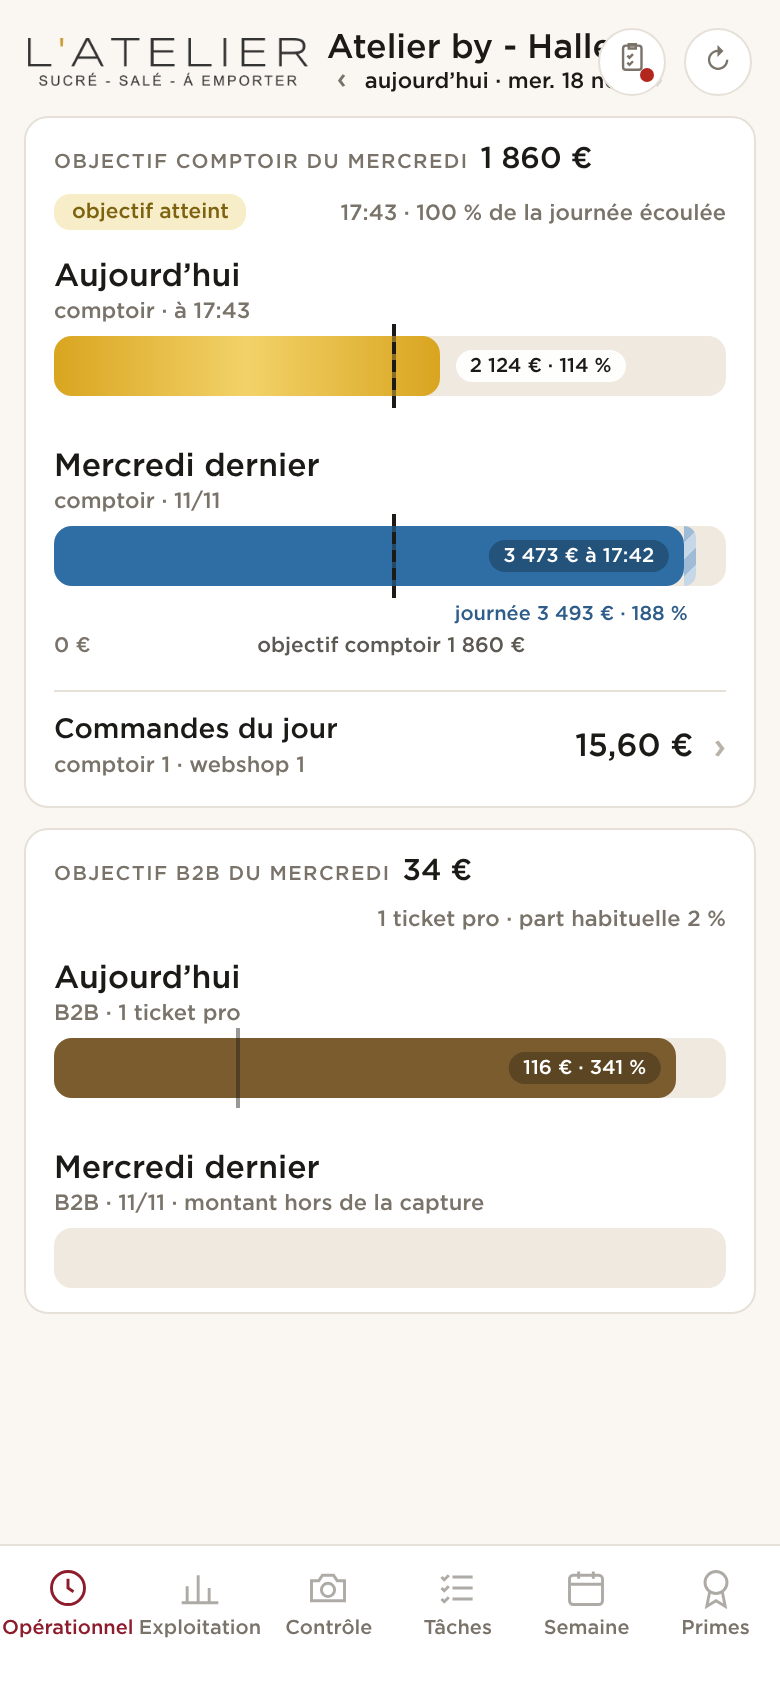 L'ATELIER
SUCRÉ - SALÉ - Á EMPORTER
Atelier by - Halle
‹ aujourd’hui · mer. 18
OBJECTIF COMPTOIR DU MERCREDI 1 860 €
objectif atteint
17:43 · 100 % de la journée écoulée
Aujourd’hui
comptoir · à 17:43
2 124 € · 114 %
Mercredi dernier
comptoir · 11/11
3 473 € à 17:42
journée 3 493 € · 188 %
0 €
objectif comptoir 1 860 €
Commandes du jour
comptoir 1 · webshop 1
15,60 € ›
OBJECTIF B2B DU MERCREDI 34 €
1 ticket pro · part habituelle 2 %
Aujourd’hui
B2B · 1 ticket pro
116 € · 341 %
Mercredi dernier
B2B · 11/11 · montant hors de la capture
Opérationnel
Exploitation
Contrôle
Tâches
Semaine
Primes